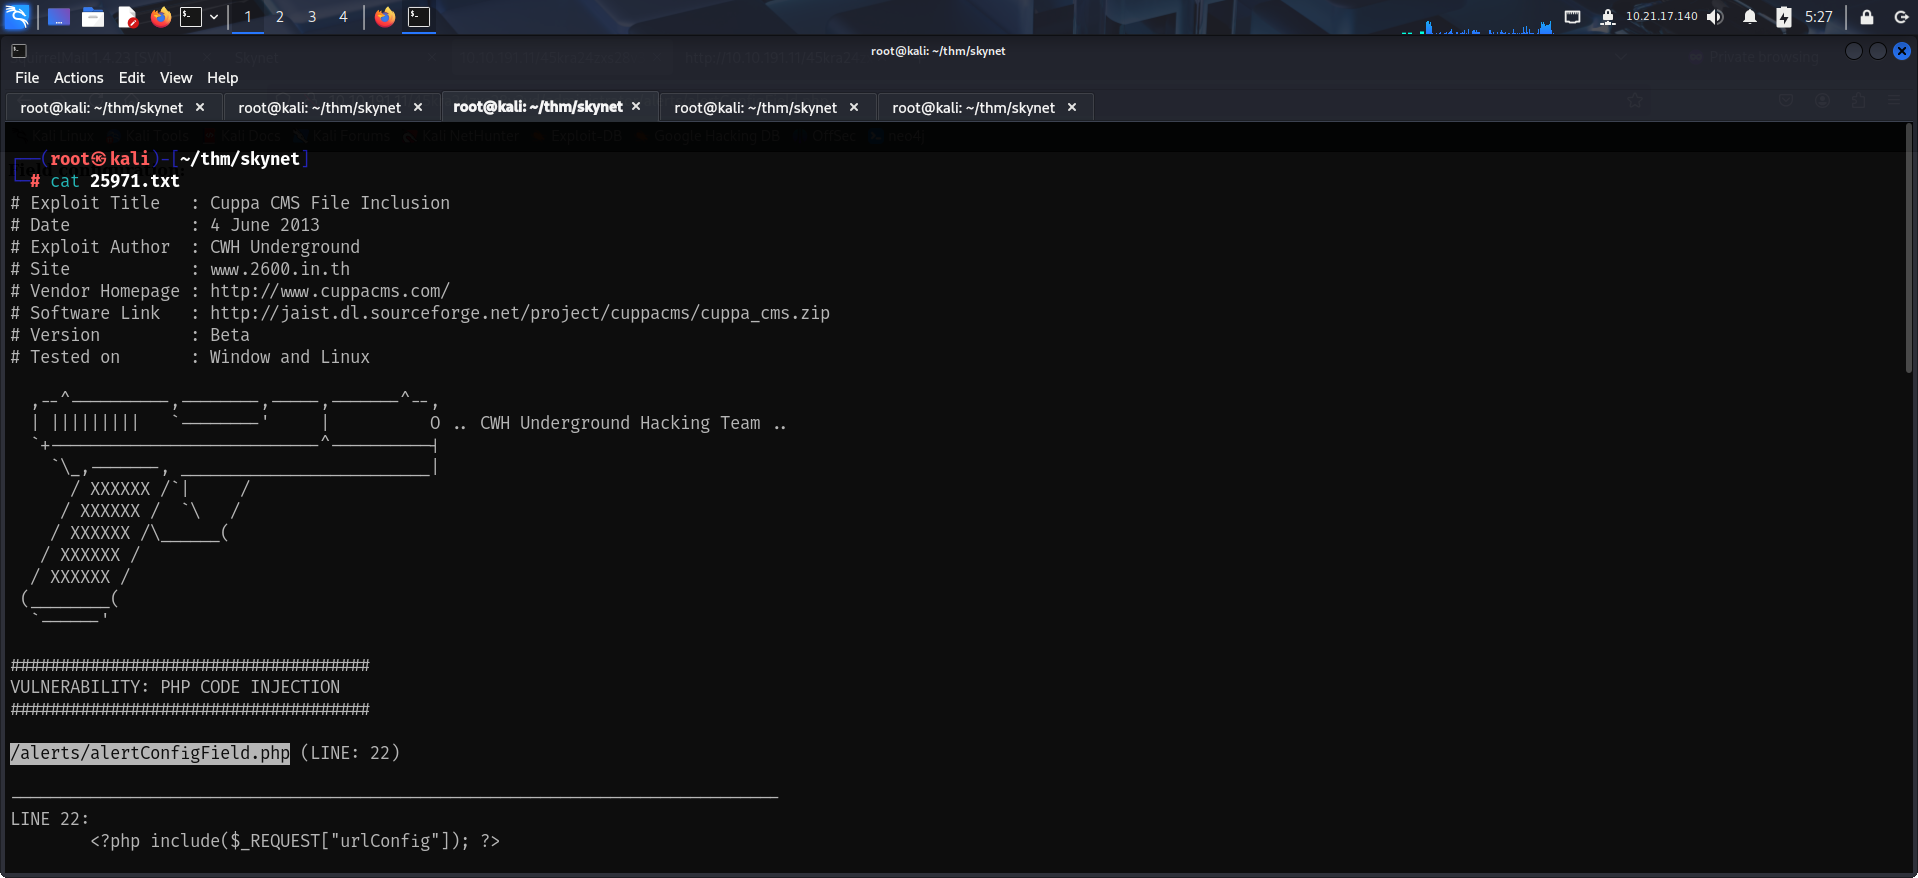 1 2 3 4 10.21.17.140 5:27
root@kali: ~/thm/skynet
File Actions Edit View Help
root@kali: ~/thm/skynet × root@kali: ~/thm/skynet × root@kali: ~/thm/skynet × root@kali: ~/thm/skynet × root@kali: ~/thm/skynet ×
(root㉿kali)-[~/thm/skynet]
# cat 25971.txt
# Exploit Title : Cuppa CMS File Inclusion
# Date : 4 June 2013
# Exploit Author : CWH Underground
# Site : www.2600.in.th
# Vendor Homepage : http://www.cuppacms.com/
# Software Link : http://jaist.dl.sourceforge.net/project/cuppacms/cuppa_cms.zip
# Version : Beta
# Tested on : Window and Linux
,--^----------,--------,-----,-------^--,
| ||||||||| `--------' | O .. CWH Underground Hacking Team ..
`+---------------------------^----------|
`\_,-------, _________________________|
/ XXXXXX /`| /
/ XXXXXX / `\ /
/ XXXXXX /\______(
/ XXXXXX /
/ XXXXXX /
(________(
`------'
####################################
VULNERABILITY: PHP CODE INJECTION
####################################
/alerts/alertConfigField.php (LINE: 22)
-----------------------------------------------------------------------------
LINE 22:
<?php include($_REQUEST["urlConfig"]); ?>